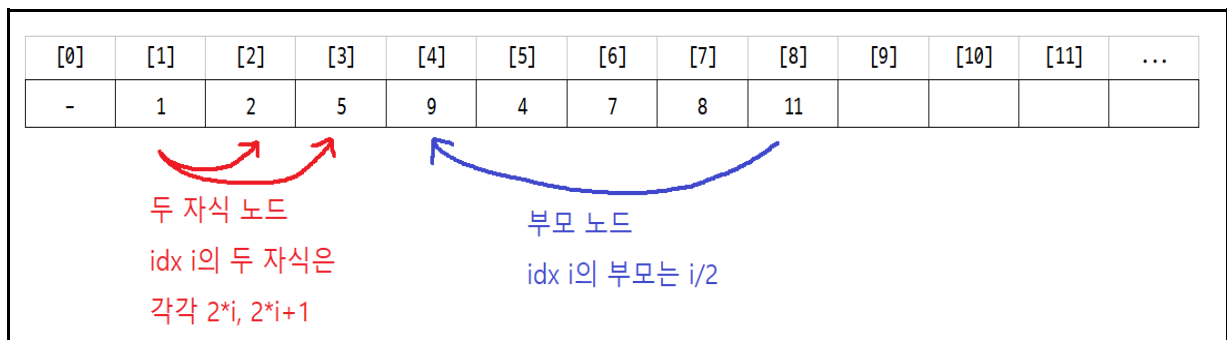 [0] [1] [2] [3] [4] [5] [6] [7] [8] [9] [10] [11] ...
- 1 2 5 9 4 7 8 11
두 자식 노드
idx i의 두 자식은
각각 2*i, 2*i+1
부모 노드
idx i의 부모는 i/2